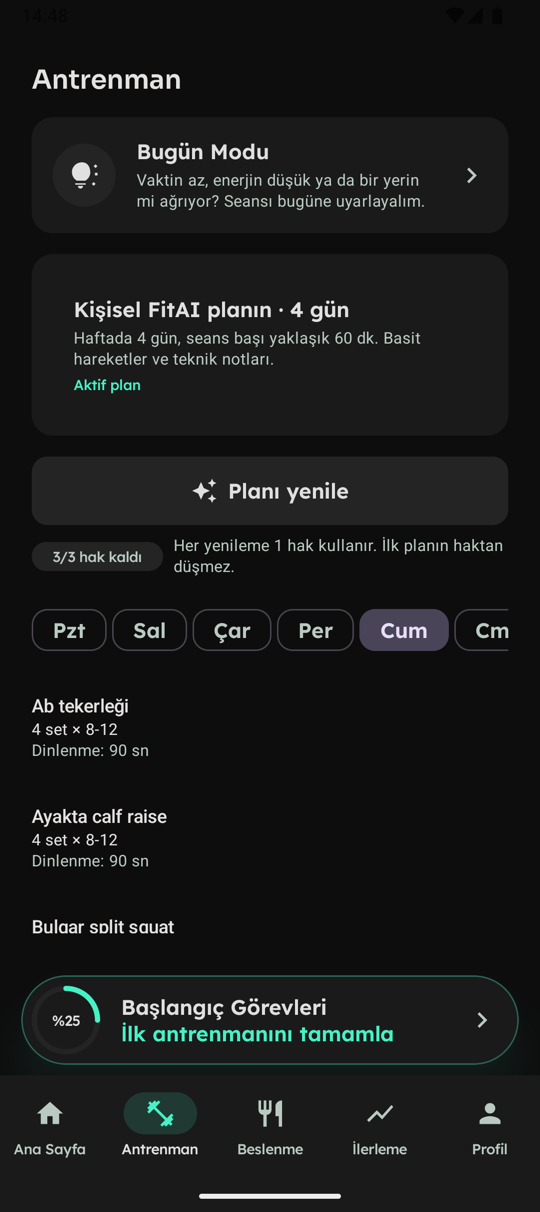 14:48
Antrenman
Bugün Modu
Vaktin az, enerjin düşük ya da bir yerin
mi ağrıyor? Seansı bugüne uyarlayalım.
Kişisel FitAI planın · 4 gün
Haftada 4 gün, seans başı yaklaşık 60 dk. Basit
hareketler ve teknik notları.
Aktif plan
Planı yenile
3/3 hak kaldı
Her yenileme 1 hak kullanır. İlk planın haktan
düşmez.
Pzt Sal Çar Per Cum Cm
Ab tekerleği
4 set × 8-12
Dinlenme: 90 sn
Ayakta calf raise
4 set × 8-12
Dinlenme: 90 sn
Bulgar split squat
%25
Başlangıç Görevleri
İlk antrenmanını tamamla
Ana Sayfa Antrenman Beslenme İlerleme Profil